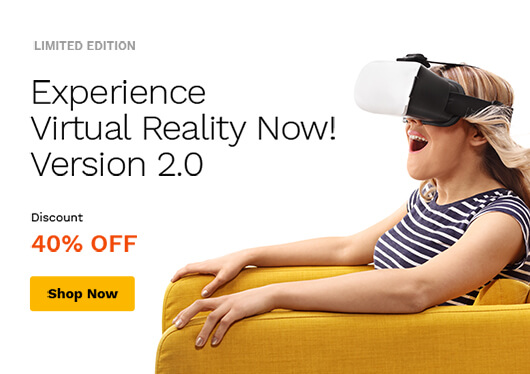 LIMITED EDITION
Experience
Virtual Reality Now!
Version 2.0
Discount
40% OFF
Shop Now